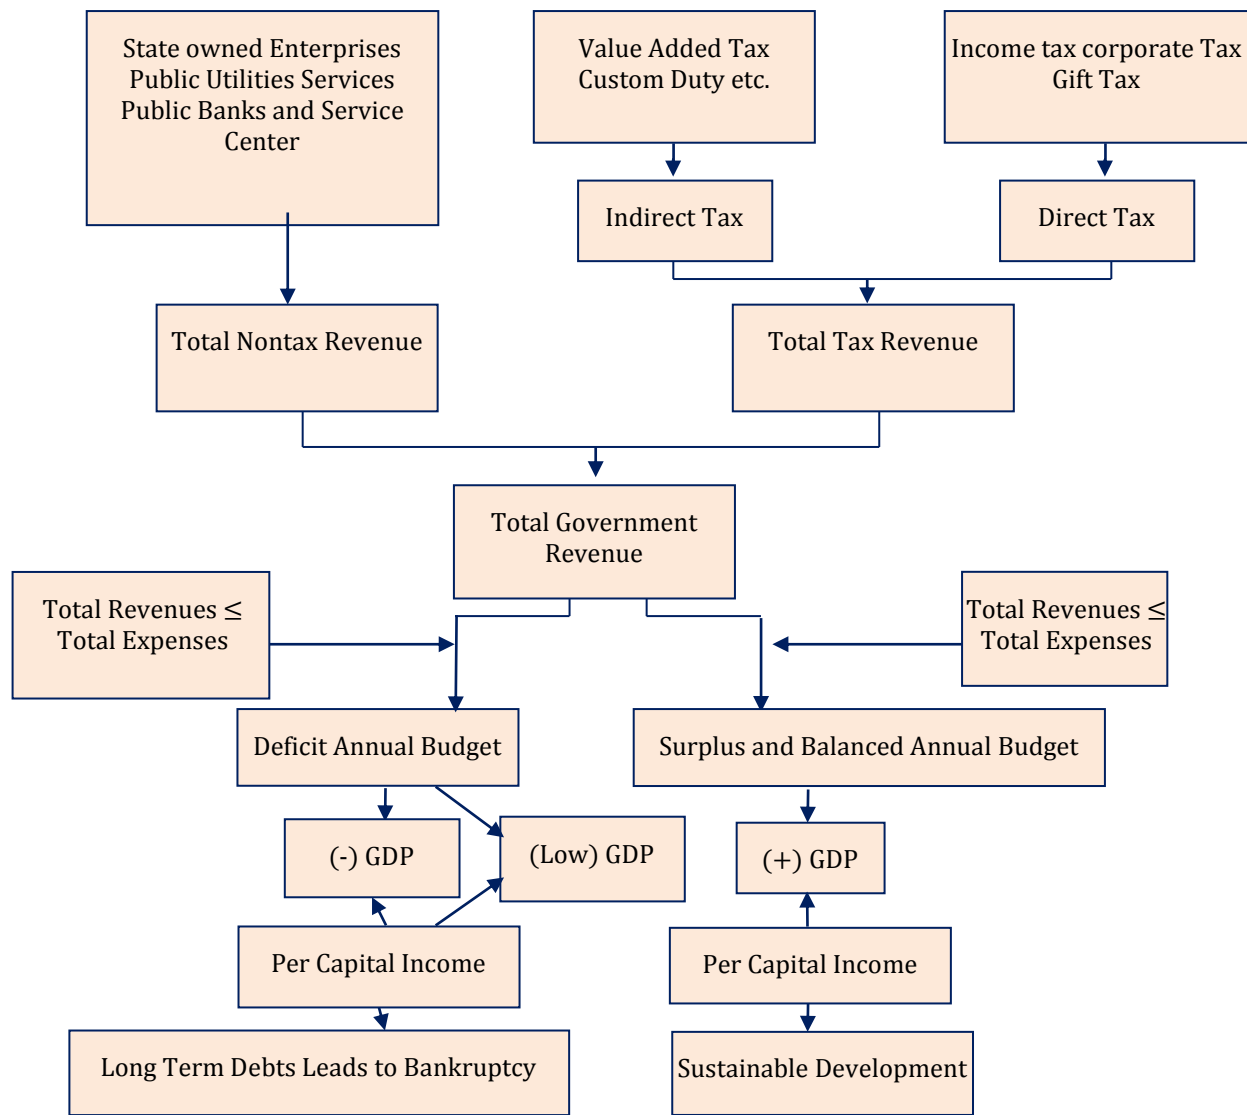 State owned Enterprises
Public Utilities Services
Public Banks and Service
Center
Value Added Tax
Custom Duty etc.
Income tax corporate Tax
Gift Tax
Indirect Tax
Direct Tax
Total Nontax Revenue
Total Tax Revenue
Total Government
Revenue
Total Revenues ≤
Total Expenses
Total Revenues ≤
Total Expenses
Deficit Annual Budget
Surplus and Balanced Annual Budget
(-) GDP
(Low) GDP
(+) GDP
Per Capital Income
Per Capital Income
Long Term Debts Leads to Bankruptcy
Sustainable Development